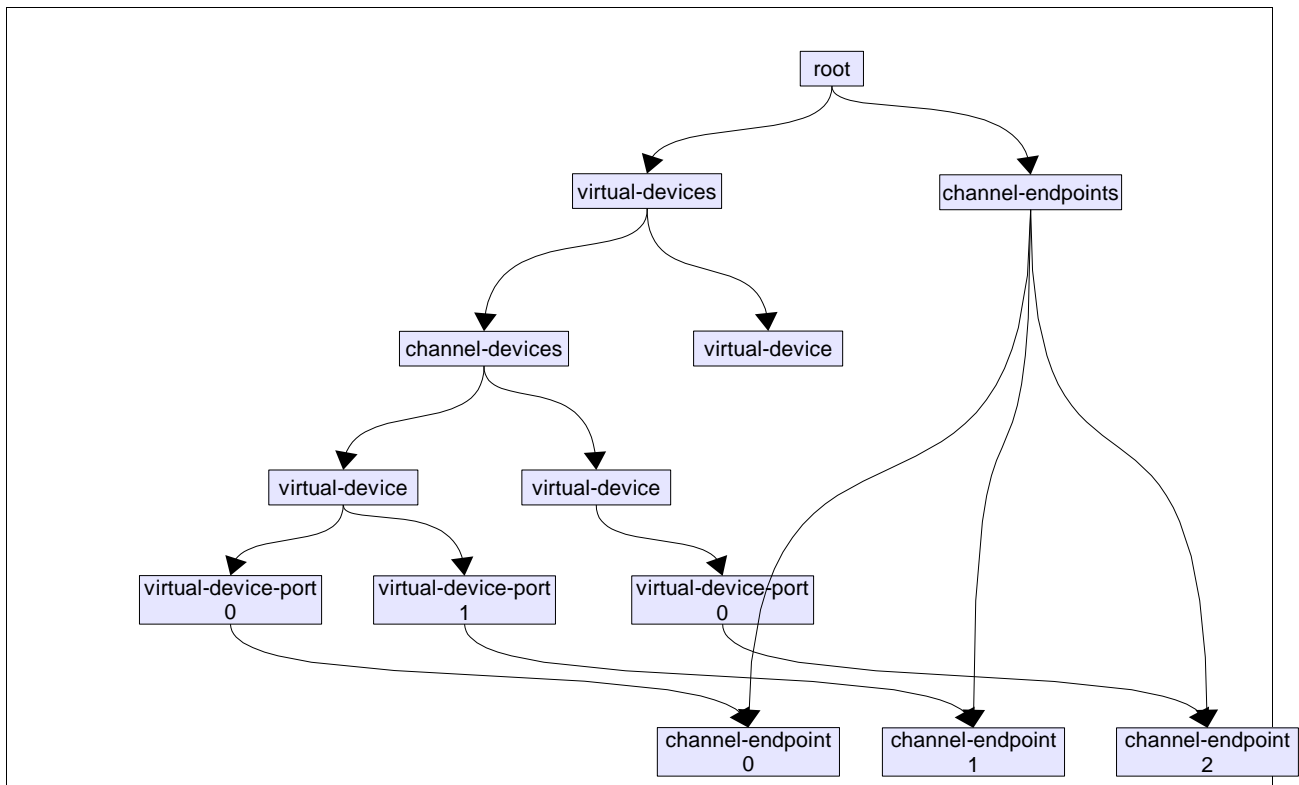 root
virtual-devices
channel-endpoints
channel-devices
virtual-device
virtual-device
virtual-device
virtual-device-port
0
virtual-device-port
1
virtual-device-port
0
channel-endpoint
0
channel-endpoint
1
channel-endpoint
2